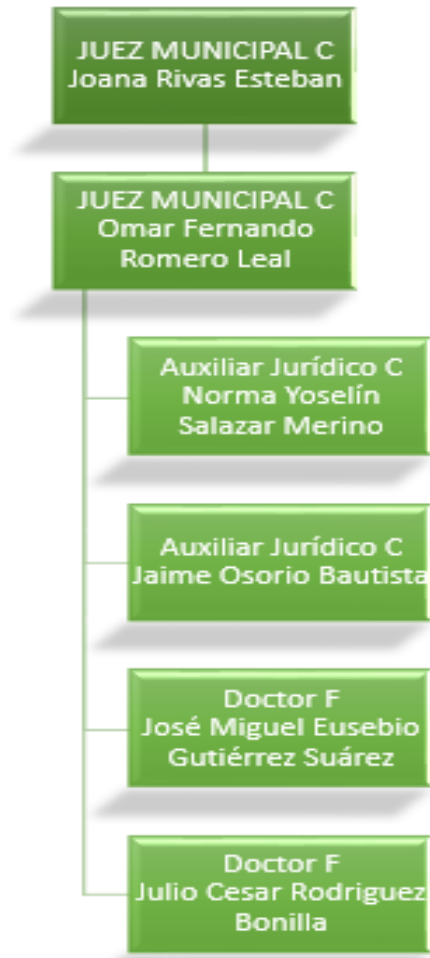 JUEZ MUNICIPAL C
Joana Rivas Esteban
JUEZ MUNICIPAL C
Omar Fernando
Romero Leal
Auxiliar Jurídico C
Norma Yoselín
Salazar Merino
Auxiliar Jurídico C
Jaime Osorio Bautista
Doctor F
José Miguel Eusebio
Gutiérrez Suárez
Doctor F
Julio Cesar Rodriguez
Bonilla